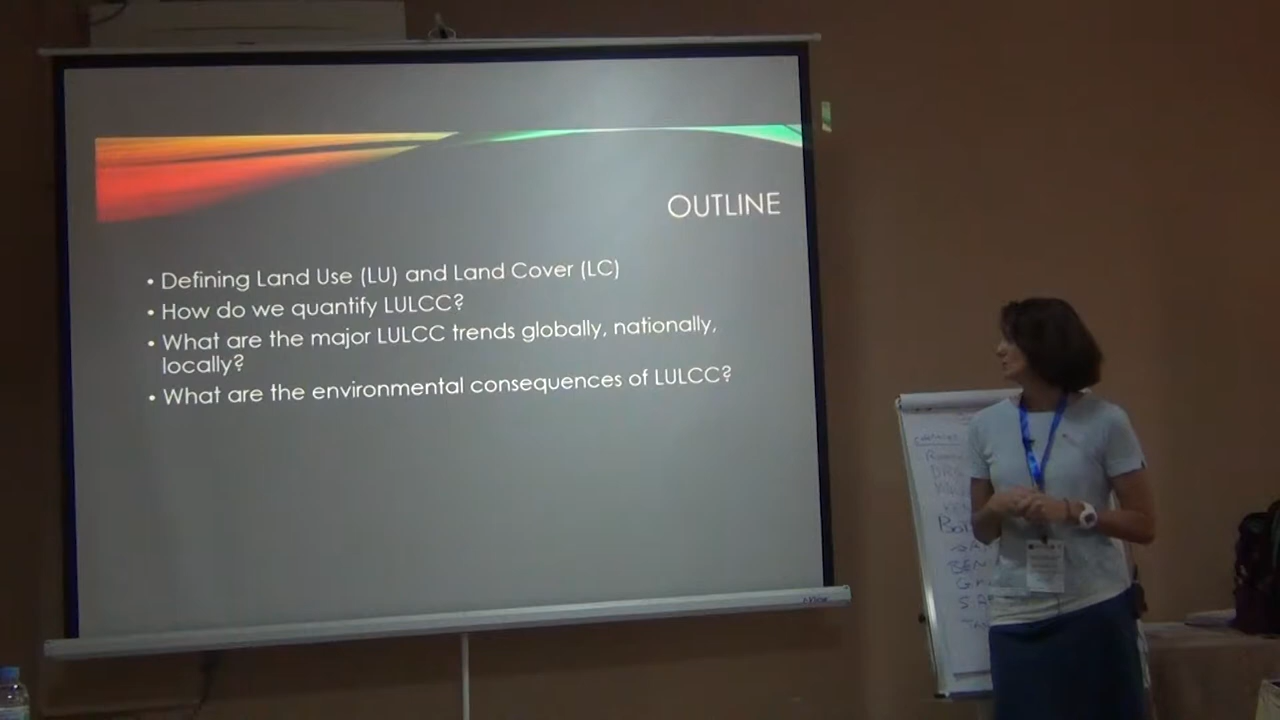 OUTLINE
• Defining Land Use (LU) and Land Cover (LC)
• How do we quantify LULCC?
• What are the major LULCC trends globally, nationally,
locally?
• What are the environmental consequences of LULCC?